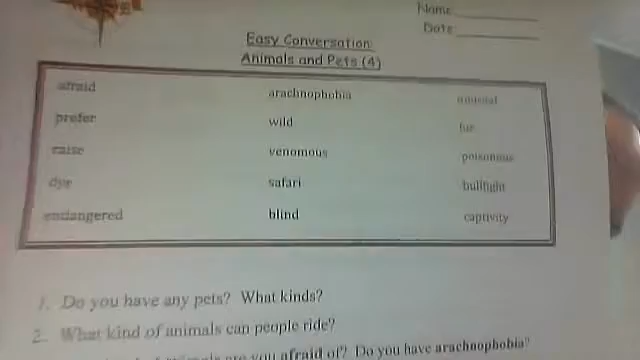 Name
Date
Easy Conversation:
Animals and Pets (4)
afraid arachnophobia unusual
prefer wild fur
raise venomous poisonous
dye safari bullfight
endangered blind captivity
1. Do you have any pets? What kinds?
2. What kind of animals can people ride?
are you afraid of? Do you have arachnophobia?